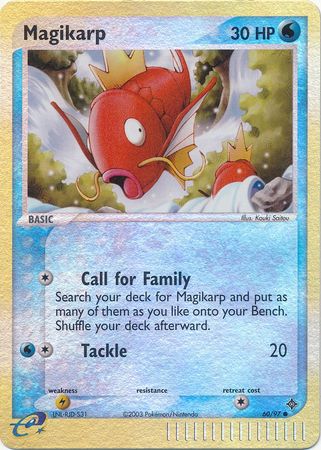 Magikarp 30 HP
BASIC
Illus. Kouki Saitou
Call for Family
Search your deck for Magikarp and put as
many of them as you like onto your Bench.
Shuffle your deck afterward.
Tackle 20
weakness resistance retreat cost
©2003 Pokémon/Nintendo 60/97
e